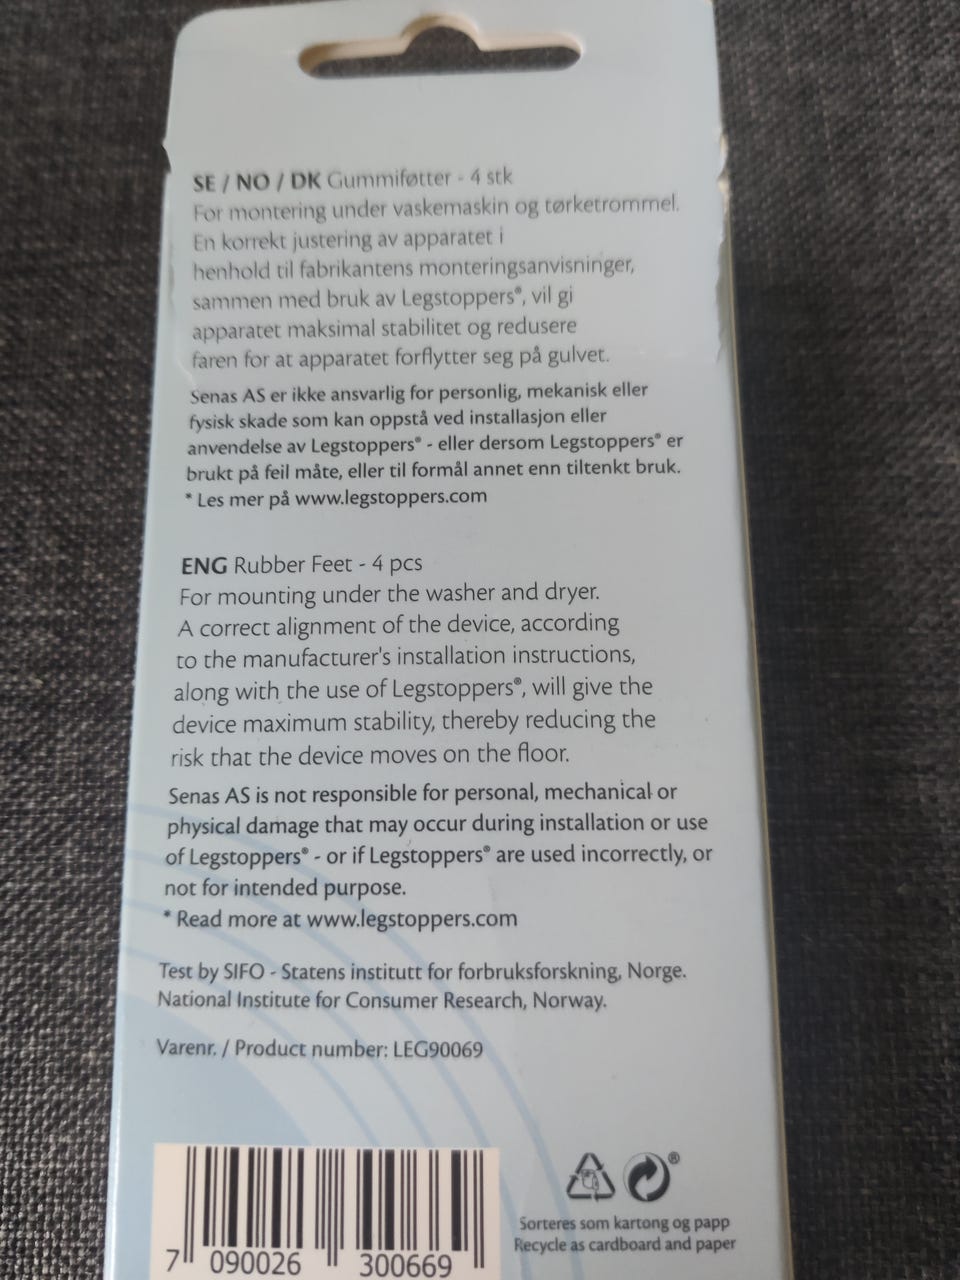 SE / NO / DK Gummiføtter - 4 stk
For montering under vaskemaskin og tørketrommel.
En korrekt justering av apparatet i
henhold til fabrikantens monteringsanvisninger,
sammen med bruk av Legstoppers®, vil gi
apparatet maksimal stabilitet og redusere
faren for at apparatet forflytter seg på gulvet.
Senas AS er ikke ansvarlig for personlig, mekanisk eller
fysisk skade som kan oppstå ved installasjon eller
anvendelse av Legstoppers® - eller dersom Legstoppers® er
brukt på feil måte, eller til formål annet enn tiltenkt bruk.
* Les mer på www.legstoppers.com
ENG Rubber Feet - 4 pcs
For mounting under the washer and dryer.
A correct alignment of the device, according
to the manufacturer's installation instructions,
along with the use of Legstoppers®, will give the
device maximum stability, thereby reducing the
risk that the device moves on the floor.
Senas AS is not responsible for personal, mechanical or
physical damage that may occur during installation or use
of Legstoppers® - or if Legstoppers® are used incorrectly, or
not for intended purpose.
* Read more at www.legstoppers.com
Test by SIFO - Statens institutt for forbruksforskning, Norge.
National Institute for Consumer Research, Norway.
Varenr. / Product number: LEG90069
®
Sorteres som kartong og papp
Recycle as cardboard and paper
7 090026 300669